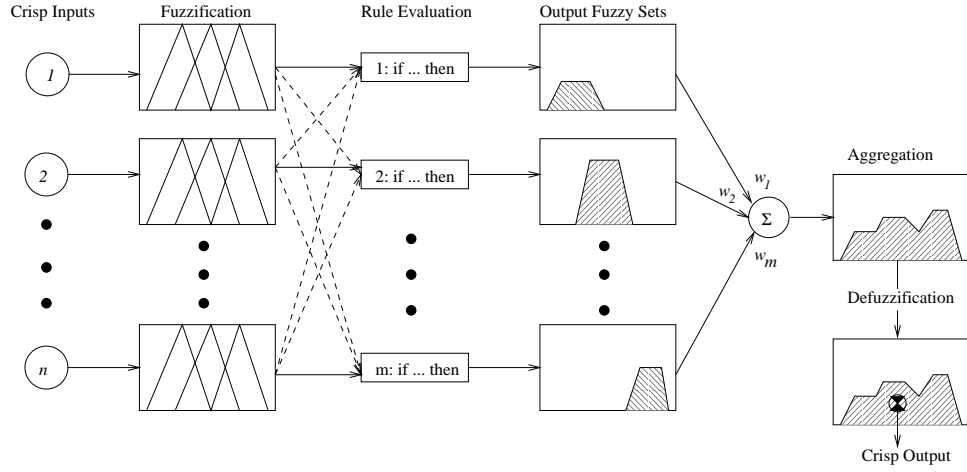 Crisp Inputs
Fuzzification
Rule Evaluation
Output Fuzzy Sets
1
1: if ... then
2
2: if ... then
n
m: if ... then
w1
w2
wm
Σ
Aggregation
Defuzzification
Crisp Output